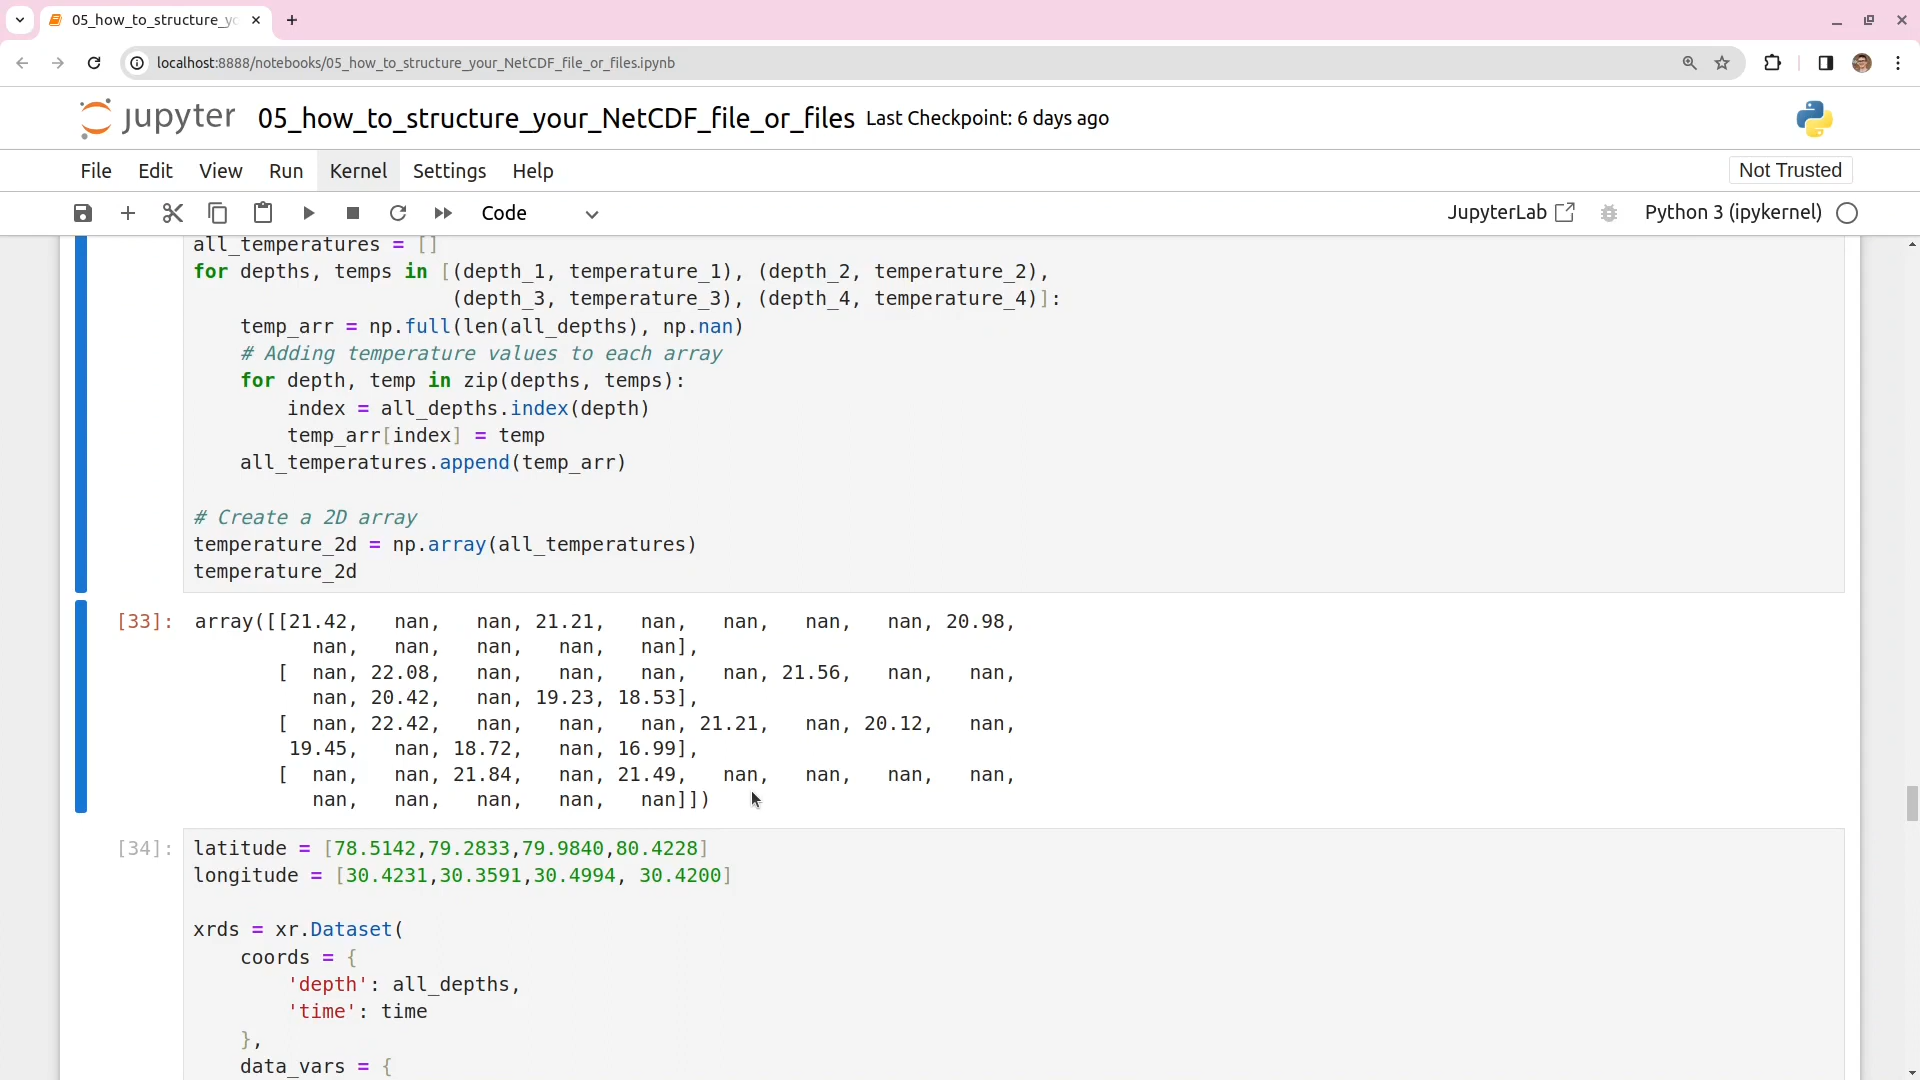 05_how_to_structure_yo
localhost:8888/notebooks/05_how_to_structure_your_NetCDF_file_or_files.ipynb
jupyter 05_how_to_structure_your_NetCDF_file_or_files Last Checkpoint: 6 days ago
File Edit View Run Kernel Settings Help Not Trusted
Code JupyterLab Python 3 (ipykernel)
all_temperatures = []
for depths, temps in [(depth_1, temperature_1), (depth_2, temperature_2),
(depth_3, temperature_3), (depth_4, temperature_4)]:
temp_arr = np.full(len(all_depths), np.nan)
# Adding temperature values to each array
for depth, temp in zip(depths, temps):
index = all_depths.index(depth)
temp_arr[index] = temp
all_temperatures.append(temp_arr)
# Create a 2D array
temperature_2d = np.array(all_temperatures)
temperature_2d
[33]: array([[21.42, nan, nan, 21.21, nan, nan, nan, nan, 20.98,
nan, nan, nan, nan, nan],
[ nan, 22.08, nan, nan, nan, nan, 21.56, nan, nan,
nan, 20.42, nan, 19.23, 18.53],
[ nan, 22.42, nan, nan, nan, 21.21, nan, 20.12, nan,
19.45, nan, 18.72, nan, 16.99],
[ nan, nan, 21.84, nan, 21.49, nan, nan, nan, nan,
nan, nan, nan, nan, nan]])
[34]: latitude = [78.5142,79.2833,79.9840,80.4228]
longitude = [30.4231,30.3591,30.4994, 30.4200]
xrds = xr.Dataset(
coords = {
'depth': all_depths,
'time': time
},
data_vars = {